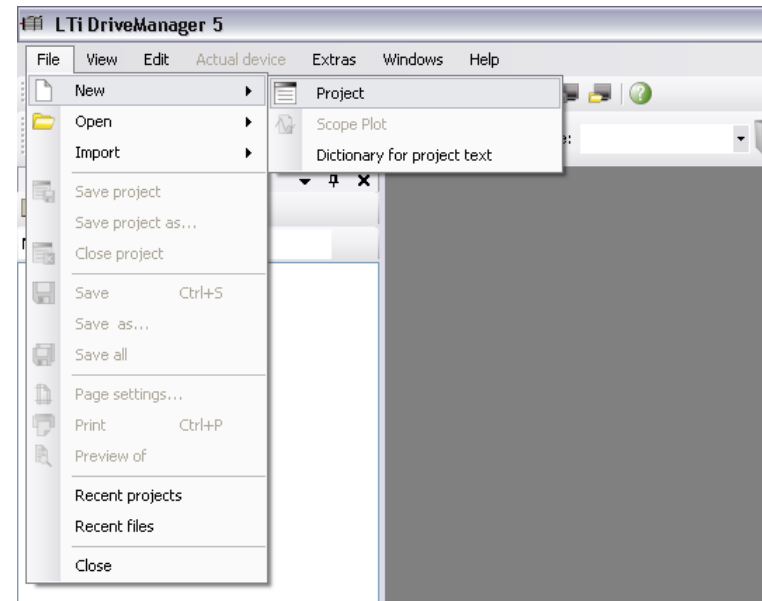 LTi DriveManager 5
File View Edit Actual device Extras Windows Help
New
Project
Open
Scope Plot
Import
Dictionary for project text
Save project
Save project as...
Close project
Save Ctrl+S
Save as...
Save all
Page settings...
Print Ctrl+P
Preview of
Recent projects
Recent files
Close